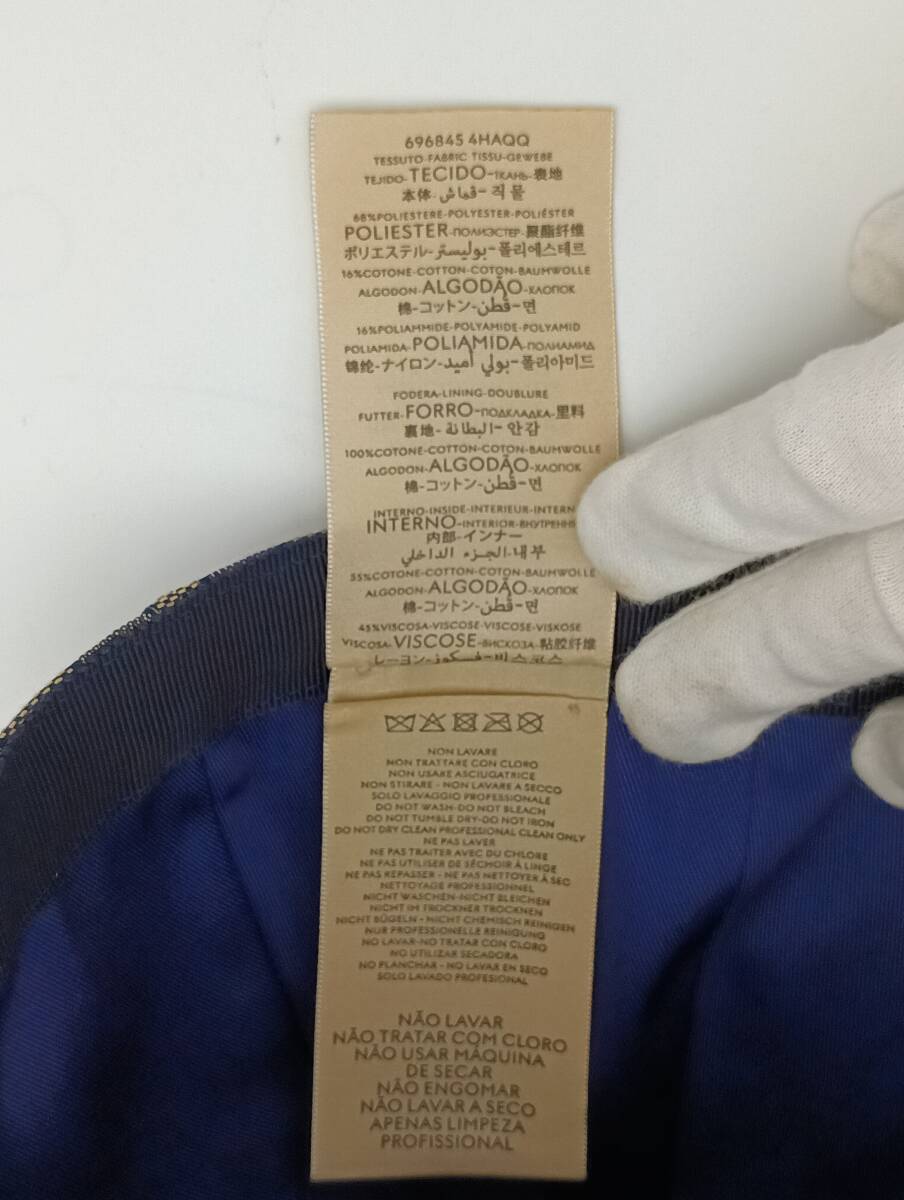 696845 4HAQQ
TESSUTO-FABRIC TISSU-GEWEBE
TEJIDO-TECIDO-ТКАНЬ-表地
本体-قماش-직물
68%POLIESTERE-POLYESTER-POLIÉSTER
POLIESTER-ПОЛИЭСТЕР-聚酯纤维
ポリエステル-بوليستر-폴리에스테르
16%COTONE-COTTON-COTON-BAUMWOLLE
ALGODON-ALGODÃO-ХЛОПОК
棉-コットン-قطن-면
16%POLIAMMIDE-POLYAMIDE-POLYAMID
POLIAMIDA-POLIAMIDA-ПОЛИАМИД
锦纶-ナイロン-بولي أميد-폴리아미드
FODERA-LINING-DOUBLURE
FUTTER-FORRO-ПОДКЛАДКА-里料
裏地-البطانة-안감
100%COTONE-COTTON-COTON-BAUMWOLLE
ALGODON-ALGODÃO-ХЛОПОК
棉-コットン-قطن-면
INTERNO-INSIDE-INTERIEUR-INTERN
INTERNO-INTERIOR-ВНУТРЕНН
内部-インナー
내부-الجزء الداخلي
55%COTONE-COTTON-COTON-BAUMWOLLE
ALGODON-ALGODÃO-ХЛОПОК
棉-コットン-قطن-면
45%VISCOSA-VISCOSE-VISCOSE-VISKOSE
VISCOSA-VISCOSE-ВИСКОЗА-粘胶纤维
レーヨン-فسكوز-비스코스
NON LAVARE
NON TRATTARE CON CLORO
NON USARE ASCIUGATRICE
NON STIRARE - NON LAVARE A SECCO
SOLO LAVAGGIO PROFESSIONALE
DO NOT WASH-DO NOT BLEACH
DO NOT TUMBLE DRY-DO NOT IRON
DO NOT DRY CLEAN PROFESSIONAL CLEAN ONLY
NE PAS LAVER
NE PAS TRAITER AVEC DU CHLORE
NE PAS UTILISER DE SÉCHOIR À LINGE
NE PAS REPASSER - NE PAS NETTOYER À SEC
NETTOYAGE PROFESSIONNEL
NICHT WASCHEN-NICHT BLEICHEN
NICHT IM TROCKNER TROCKNEN
NICHT BÜGELN - NICHT CHEMISCH REINIGEN
NUR PROFESSIONELLE REINIGUNG
NO LAVAR-NO TRATAR CON CLORO
NO UTILIZAR SECADORA
NO PLANCHAR - NO LAVAR EN SECO
SOLO LAVADO PROFESIONAL
NÃO LAVAR
NÃO TRATAR COM CLORO
NÃO USAR MÁQUINA
DE SECAR
NÃO ENGOMAR
NÃO LAVAR A SECO
APENAS LIMPEZA
PROFISSIONAL